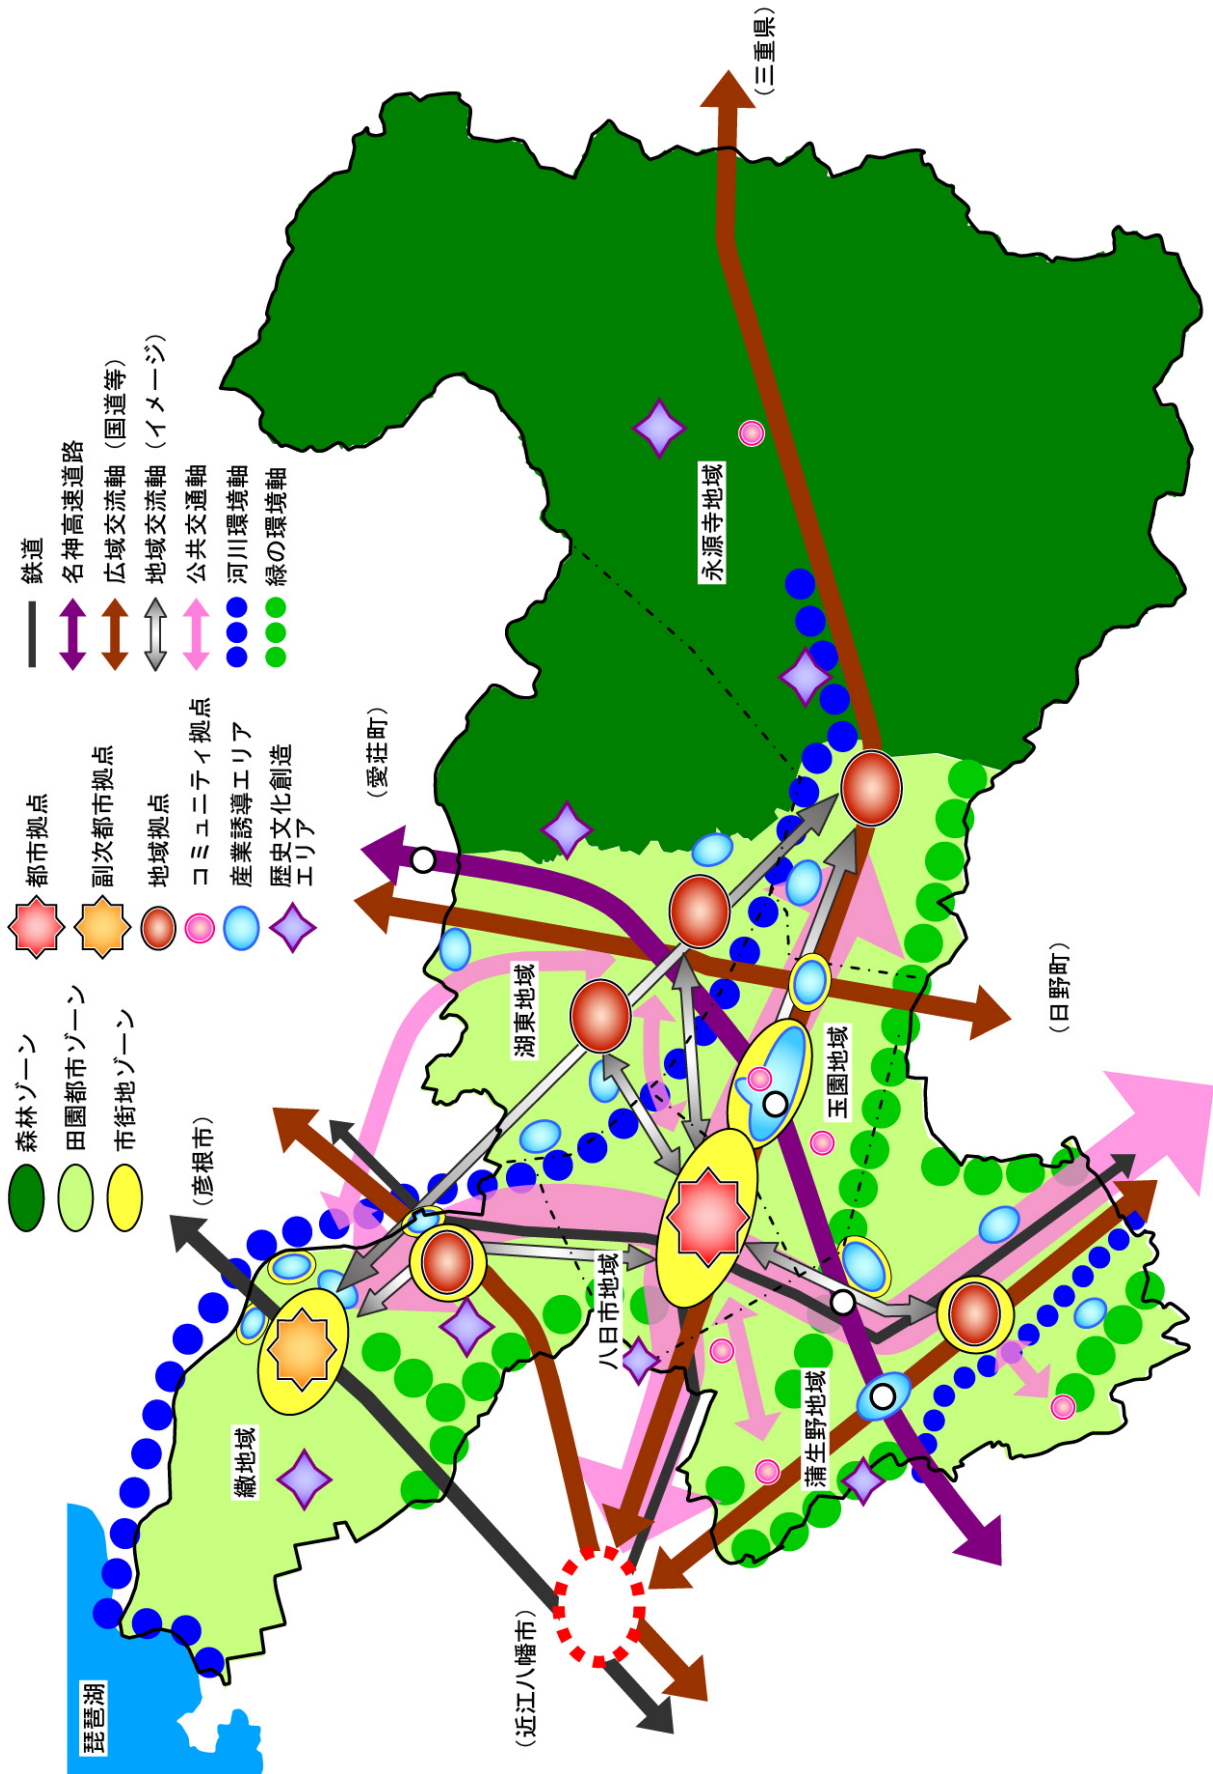 森林ゾーン
田園都市ゾーン
市街地ゾーン
都市拠点
副次都市拠点
地域拠点
コミュニティ拠点
産業誘導エリア
歴史文化創造
エリア
鉄道
名神高速道路
広域交流軸（国道等）
地域交流軸（イメージ）
公共交通軸
河川環境軸
緑の環境軸
琵琶湖
（彦根市）
（愛荘町）
（三重県）
（日野町）
（近江八幡市）
繖地域
湖東地域
永源寺地域
八日市地域
玉園地域
蒲生野地域